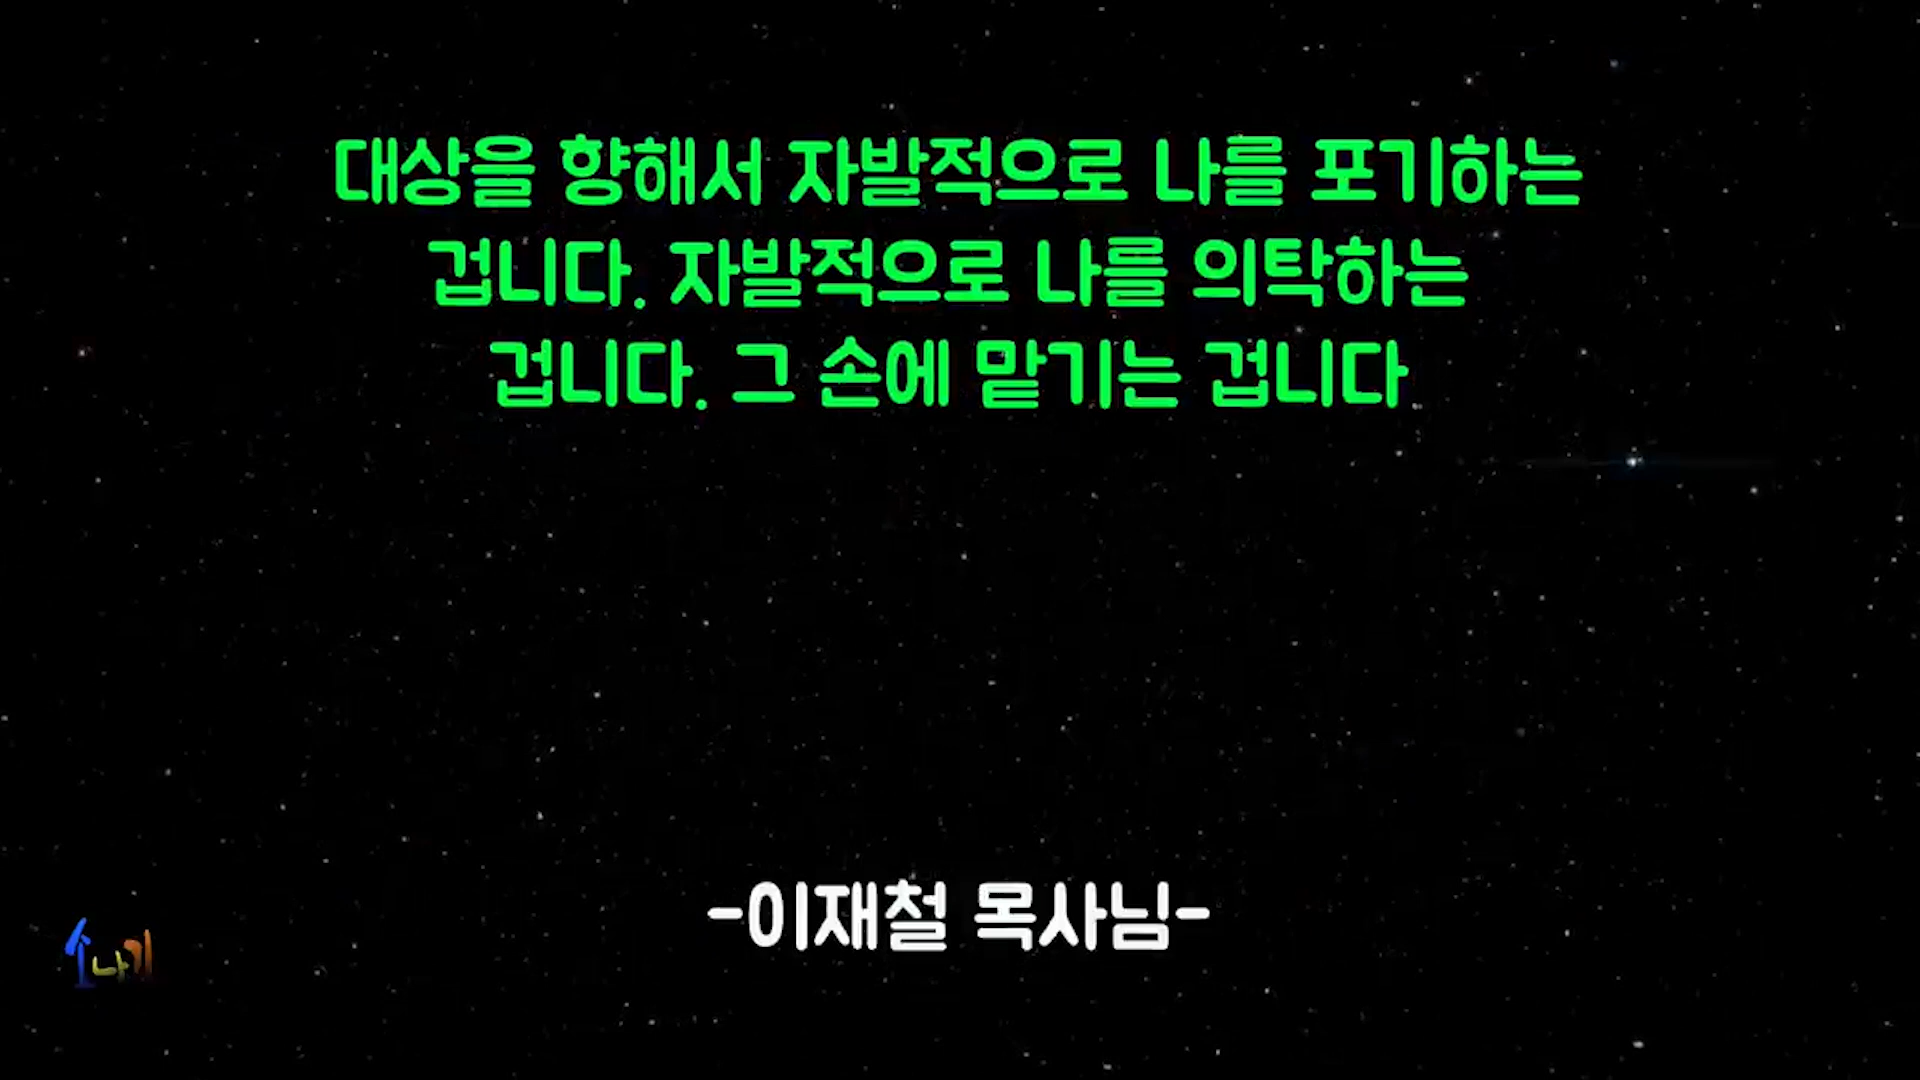 대상을 향해서 자발적으로 나를 포기하는
겁니다. 자발적으로 나를 의탁하는
겁니다. 그 손에 맡기는 겁니다
-이재철 목사님-
소나기